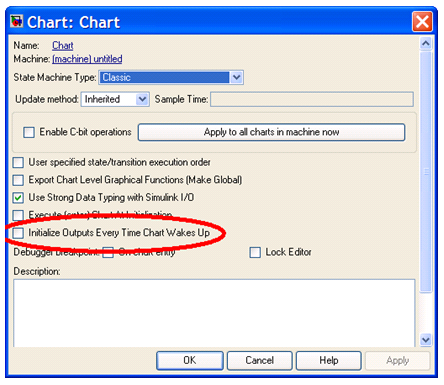 Chart: Chart
Name: Chart
Machine: (machine) untitled
State Machine Type: Classic
Update method: Inherited Sample Time:
Enable C-bit operations Apply to all charts in machine now
User specified state/transition execution order
Export Chart Level Graphical Functions (Make Global)
Use Strong Data Typing with Simulink I/O
Execute (enter) Chart At Initialization
Initialize Outputs Every Time Chart Wakes Up
Debugger breakpoint: On chart entry Lock Editor
Description:
OK Cancel Help Apply